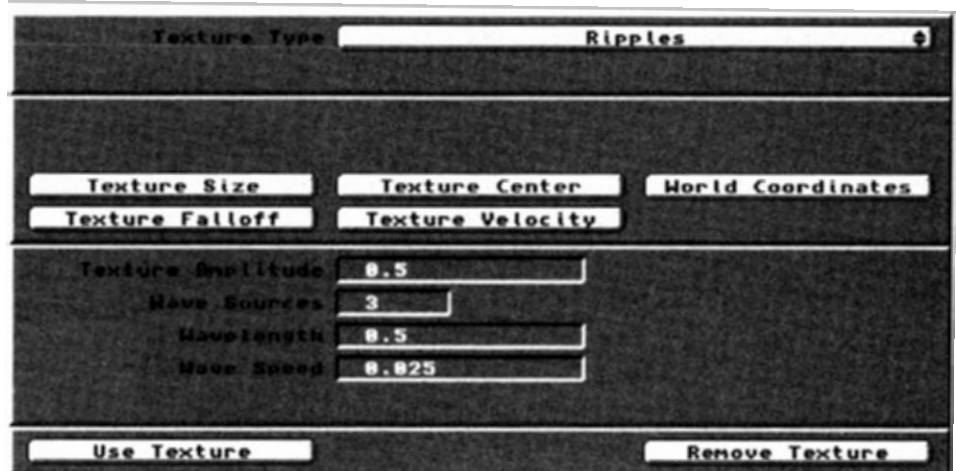 Texture Type Ripples
Texture Size Texture Center World Coordinates
Texture Falloff Texture Velocity
Texture Amplitude 0.5
Wave Sources 3
Wavelength 0.5
Wave Speed 0.025
Use Texture Remove Texture